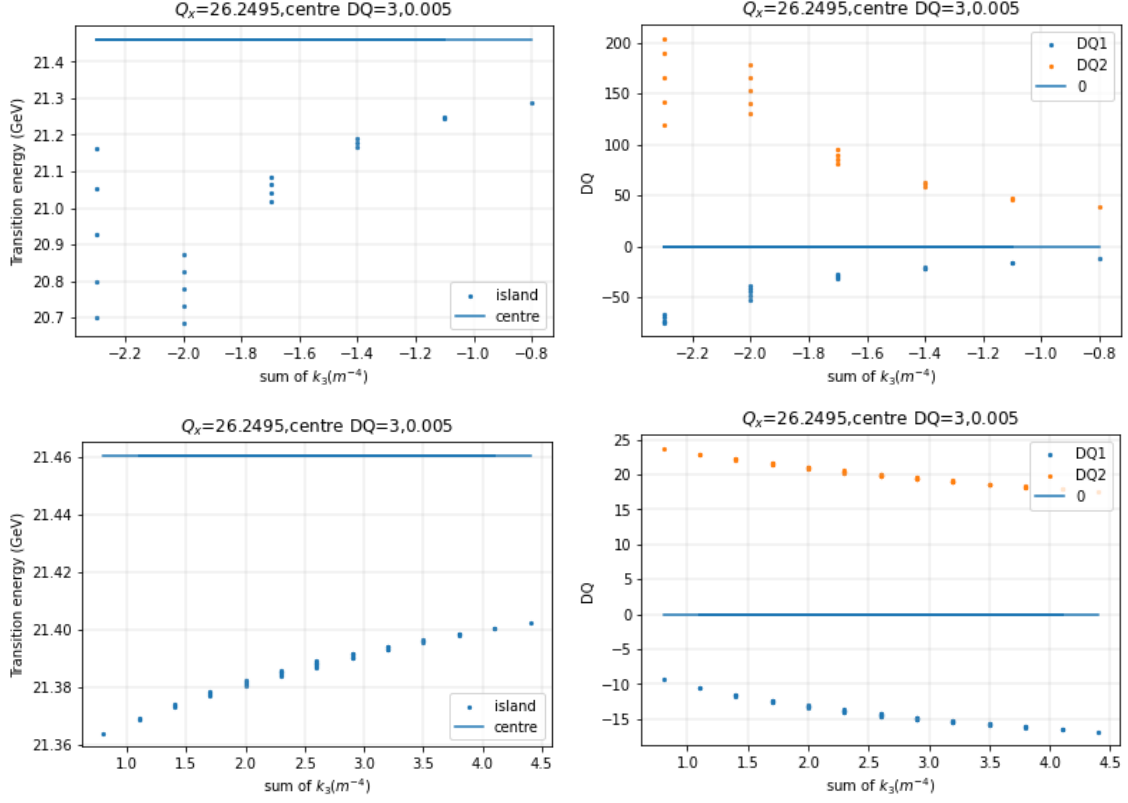 Q_x=26.2495,centre DQ=3,0.005
Transition energy (GeV)
21.4
21.3
21.2
21.1
21.0
20.9
20.8
20.7
island
centre
−2.2 −2.0 −1.8 −1.6 −1.4 −1.2 −1.0 −0.8
sum of k_3(m^{-4})
Q_x=26.2495,centre DQ=3,0.005
DQ
200
150
100
50
0
−50
DQ1
DQ2
0
−2.2 −2.0 −1.8 −1.6 −1.4 −1.2 −1.0 −0.8
sum of k_3(m^{-4})
Q_x=26.2495,centre DQ=3,0.005
Transition energy (GeV)
21.46
21.44
21.42
21.40
21.38
21.36
island
centre
1.0 1.5 2.0 2.5 3.0 3.5 4.0 4.5
sum of k_3(m^{-4})
Q_x=26.2495,centre DQ=3,0.005
DQ
25
20
15
10
5
0
−5
−10
−15
DQ1
DQ2
0
1.0 1.5 2.0 2.5 3.0 3.5 4.0 4.5
sum of k_3(m^{-4})